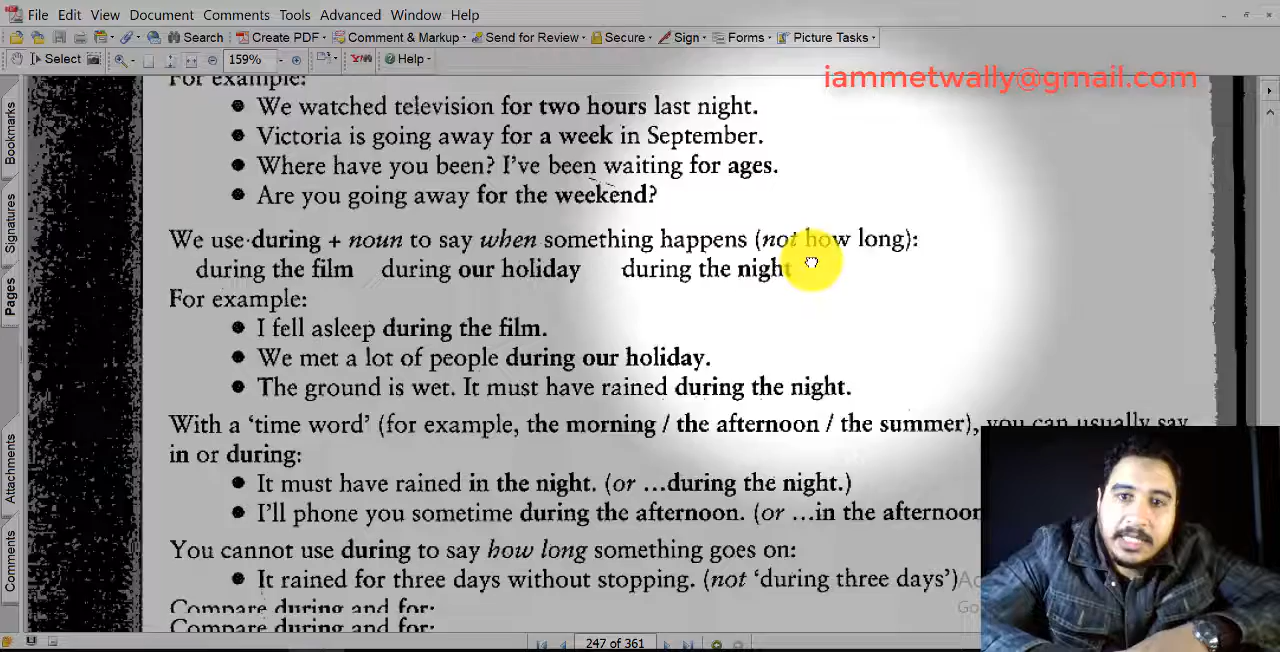 File Edit View Document Comments Tools Advanced Window Help
Search Create PDF Comment & Markup Send for Review Secure Sign Forms Picture Tasks
Select 159% Help
iammetwally@gmail.com
Bookmarks
Signatures
Pages
Attachments
Comments
For example:
● We watched television for two hours last night.
● Victoria is going away for a week in September.
● Where have you been? I've been waiting for ages.
● Are you going away for the weekend?
We use during + noun to say when something happens (not how long):
during the film during our holiday during the night
For example:
● I fell asleep during the film.
● We met a lot of people during our holiday.
● The ground is wet. It must have rained during the night.
With a ‘time word’ (for example, the morning / the afternoon / the summer), you can usually say
in or during:
● It must have rained in the night. (or ...during the night.)
● I'll phone you sometime during the afternoon. (or ...in the afternoon
You cannot use during to say how long something goes on:
● It rained for three days without stopping. (not ‘during three days’)
Compare during and for:
Compare during and for:
247 of 361